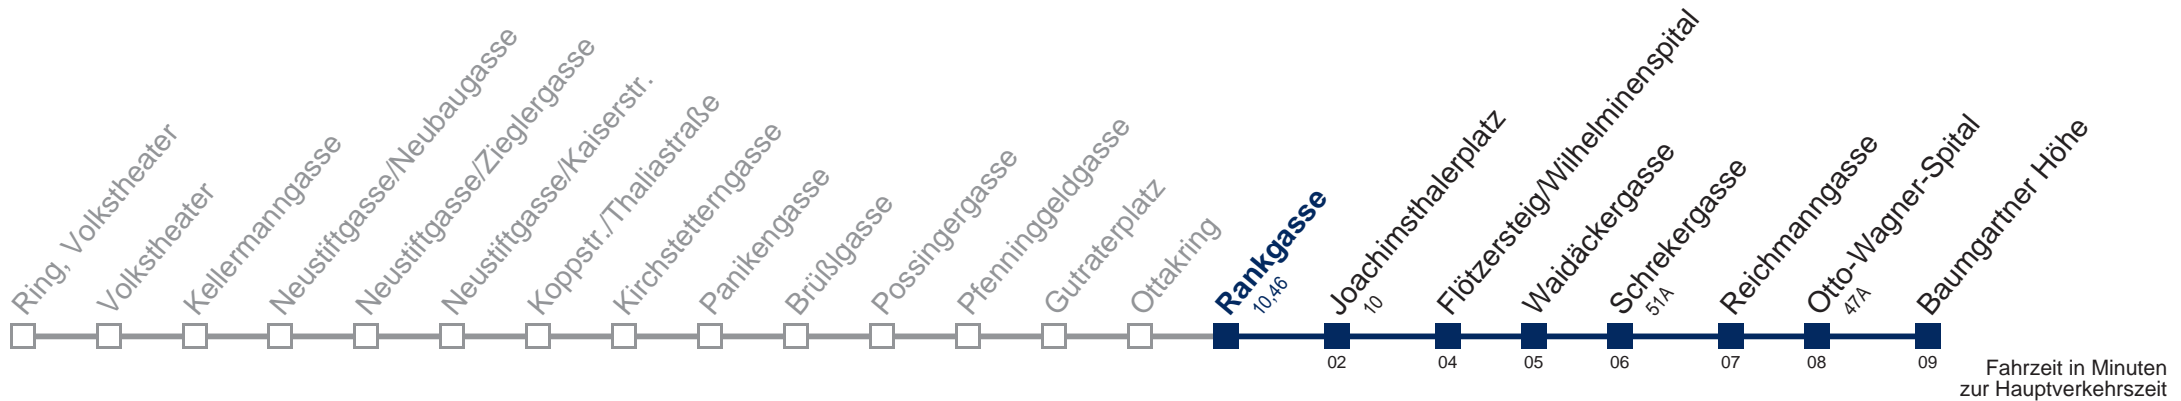 Ring, Volkstheater
Volkstheater
Kellermanngasse
Neustiftgasse/Neubaugasse
Neustiftgasse/Zieglergasse
Neustiftgasse/Kaiserstr.
Koppstr./Thaliastraße
Kirchstetterngasse
Panikengasse
Brüßlgasse
Possingergasse
Pfenninggeldgasse
Gutraterplatz
Ottakring
Rankgasse
10,46
Joachimsthalerplatz
10
Flötzersteig/Wilhelminenspital
Waidäckergasse
Schrekergasse
51A
Reichmanngasse
Otto-Wagner-Spital
47A
Baumgartner Höhe
02
04
05
06
07
08
09
Fahrzeit in Minuten
zur Hauptverkehrszeit